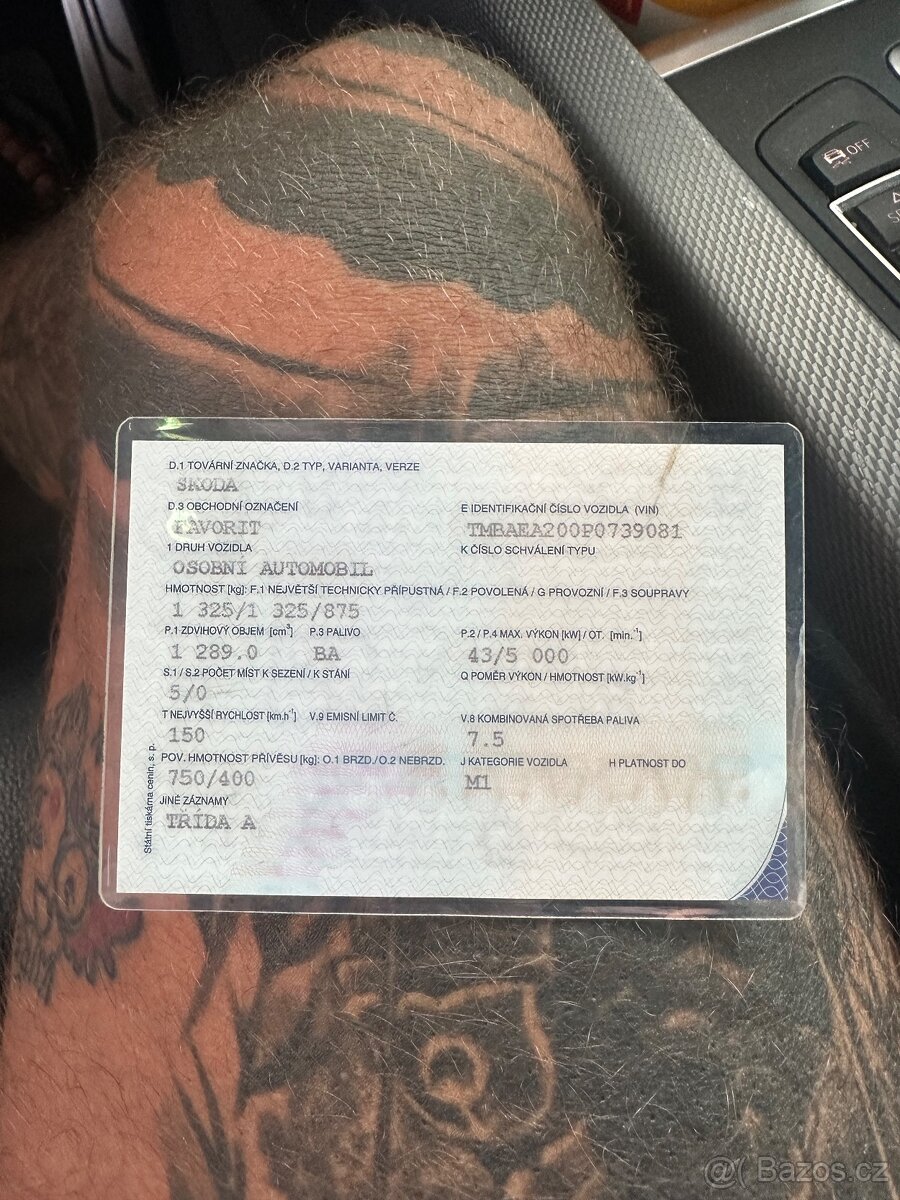 OFF
D.1 TOVÁRNÍ ZNAČKA, D.2 TYP, VARIANTA, VERZE
SKODA
D.3 OBCHODNÍ OZNAČENÍ E IDENTIFIKAČNÍ ČÍSLO VOZIDLA (VIN)
FAVORIT TMBAEA200P0739081
1 DRUH VOZIDLA K ČÍSLO SCHVÁLENÍ TYPU
OSOBNÍ AUTOMOBIL
HMOTNOST [kg]: F.1 NEJVĚTŠÍ TECHNICKY PŘÍPUSTNÁ / F.2 POVOLENÁ / G PROVOZNÍ / F.3 SOUPRAVY
1 325/1 325/875
P.1 ZDVIHOVÝ OBJEM [cm³] P.3 PALIVO P.2 / P.4 MAX. VÝKON [kW] / OT. [min.⁻¹]
1 289.0 BA 43/5 000
S.1 / S.2 POČET MÍST K SEZENÍ / K STÁNÍ Q POMĚR VÝKON / HMOTNOST [kW.kg⁻¹]
5/0
T NEJVYŠŠÍ RYCHLOST [km.h⁻¹] V.9 EMISNÍ LIMIT Č. V.8 KOMBINOVANÁ SPOTŘEBA PALIVA
150 7.5
POV. HMOTNOST PŘÍVĚSU [kg]: O.1 BRZD./O.2 NEBRZD. J KATEGORIE VOZIDLA H PLATNOST DO
750/400 M1
JINÉ ZÁZNAMY
TŘÍDA A
Státní tiskárna cenin, s. p.
Bazos.cz